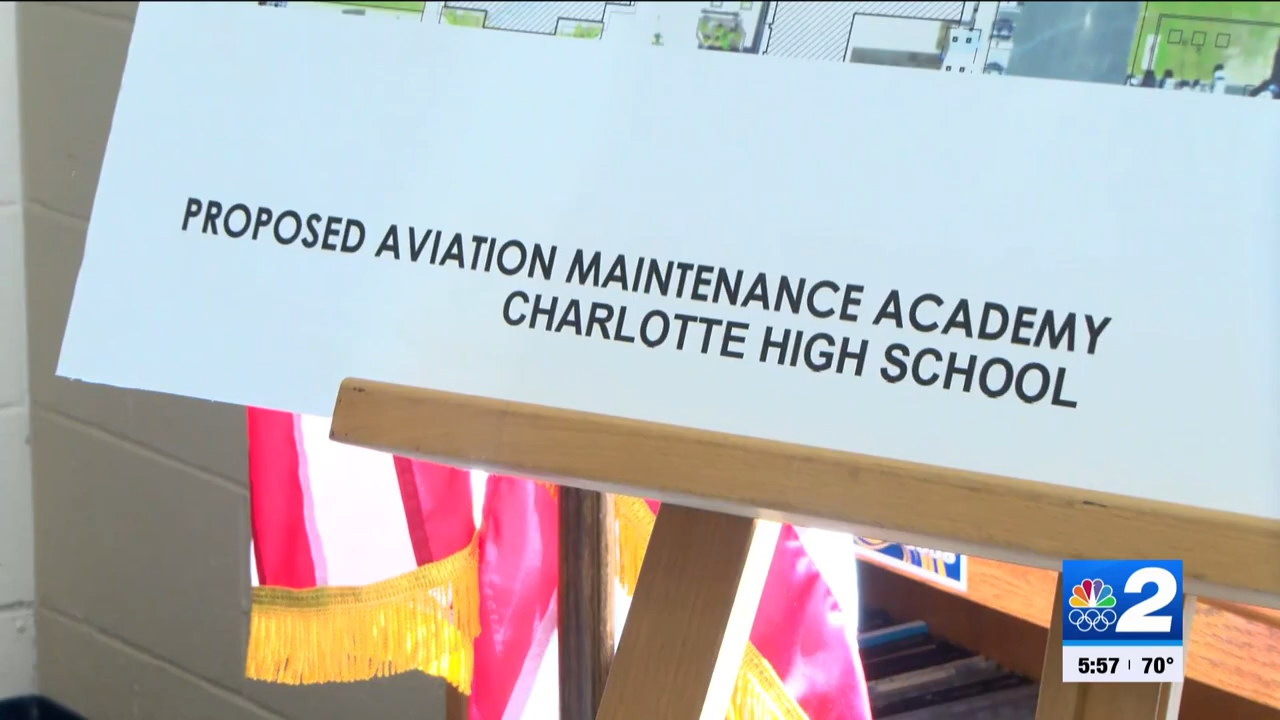 PROPOSED AVIATION MAINTENANCE ACADEMY
CHARLOTTE HIGH SCHOOL
2
5:57 70°